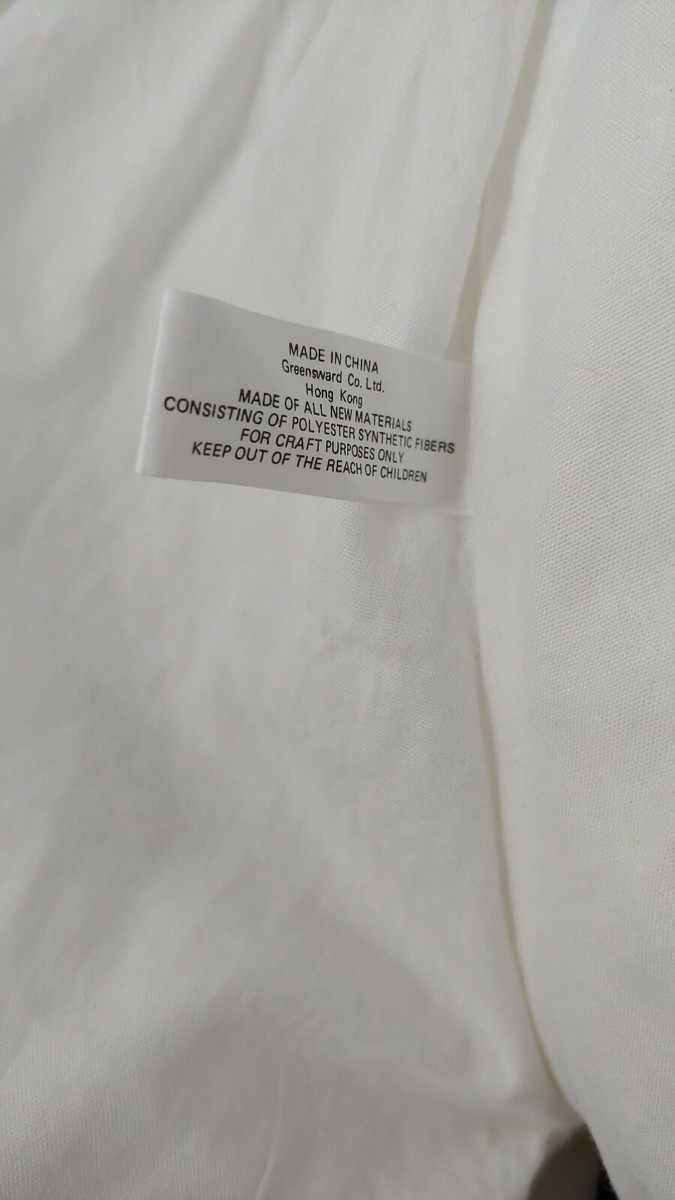 MADE IN CHINA
Greensward Co. Ltd.
Hong Kong
MADE OF ALL NEW MATERIALS
CONSISTING OF POLYESTER SYNTHETIC FIBERS
FOR CRAFT PURPOSES ONLY
KEEP OUT OF THE REACH OF CHILDREN